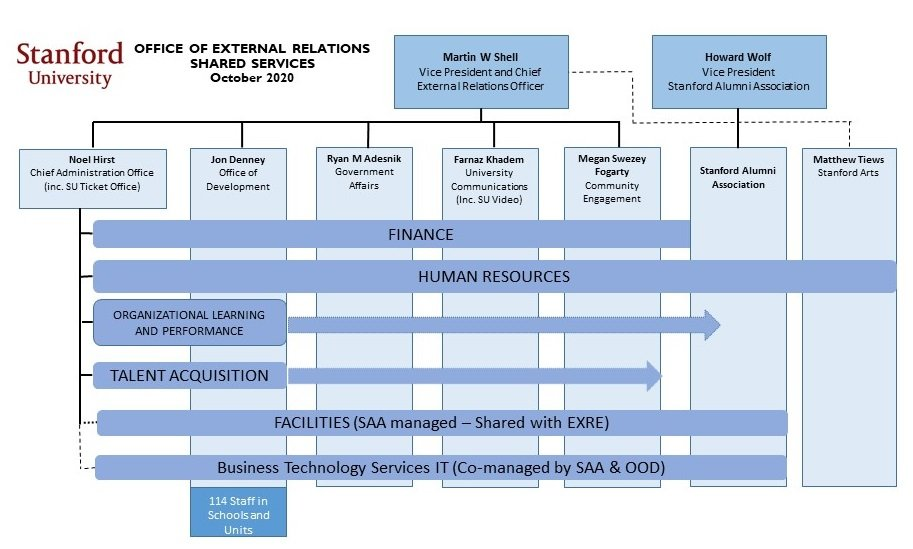 Stanford
University
OFFICE OF EXTERNAL RELATIONS
SHARED SERVICES
October 2020
Martin W Shell
Vice President and Chief
External Relations Officer
Howard Wolf
Vice President
Stanford Alumni Association
Noel Hirst
Chief Administration Office
(inc. SU Ticket Office)
Jon Denney
Office of
Development
Ryan M Adesnik
Government
Affairs
Farnaz Khadem
University
Communications
(Inc. SU Video)
Megan Swezey
Fogarty
Community
Engagement
Stanford Alumni
Association
Matthew Tiews
Stanford Arts
FINANCE
HUMAN RESOURCES
ORGANIZATIONAL LEARNING
AND PERFORMANCE
TALENT ACQUISITION
FACILITIES (SAA managed – Shared with EXRE)
Business Technology Services IT (Co-managed by SAA & OOD)
114 Staff in
Schools and
Units